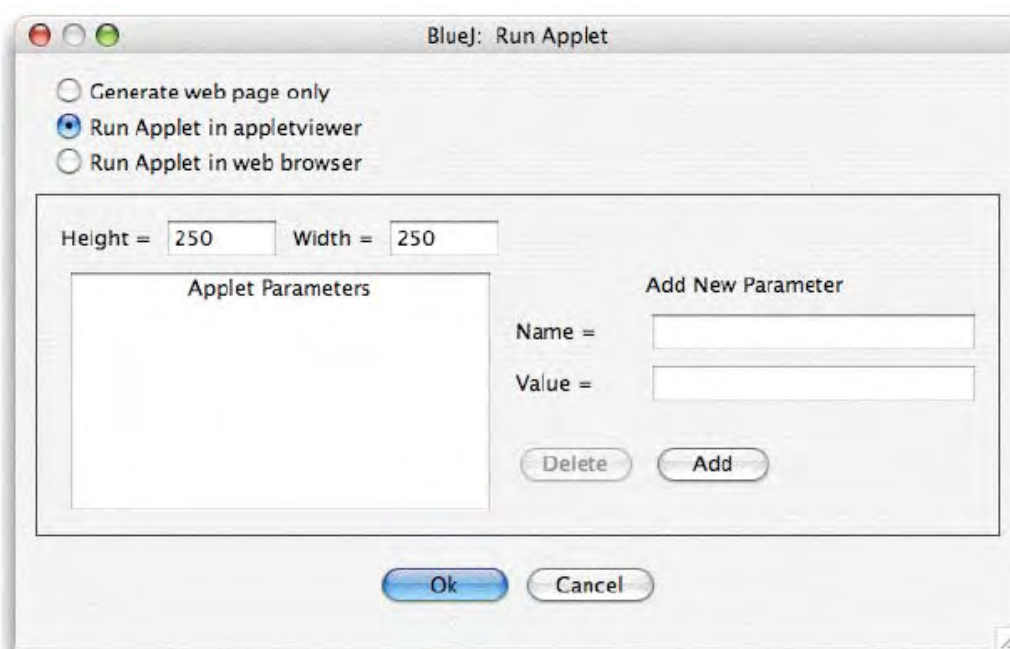 BlueJ: Run Applet
Generate web page only
Run Applet in appletviewer
Run Applet in web browser
Height = 250 Width = 250
Applet Parameters
Add New Parameter
Name =
Value =
Delete Add
Ok Cancel